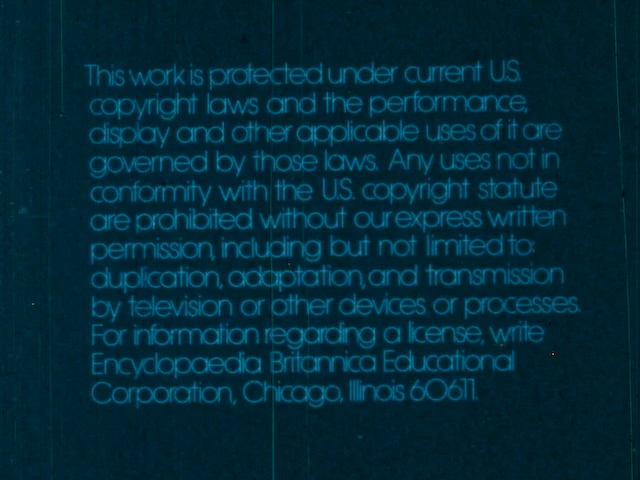 This work is protected under current U.S.
copyright laws and the performance,
display and other applicable uses of it are
governed by those laws. Any uses not in
conformity with the U.S. copyright statute
are prohibited without our express written
permission, including but not limited to:
duplication, adaptation, and transmission
by television or other devices or processes.
For information regarding a license, write
Encyclopaedia Britannica Educational
Corporation, Chicago, Illinois 60611.